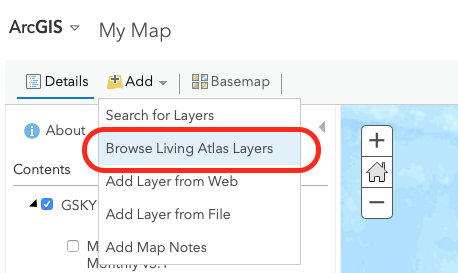 ArcGIS My Map
Details Add Basemap
Search for Layers
About
Browse Living Atlas Layers
Contents
Add Layer from Web
GSKY
Add Layer from File
M
Add Map Notes
Monthly v3.1